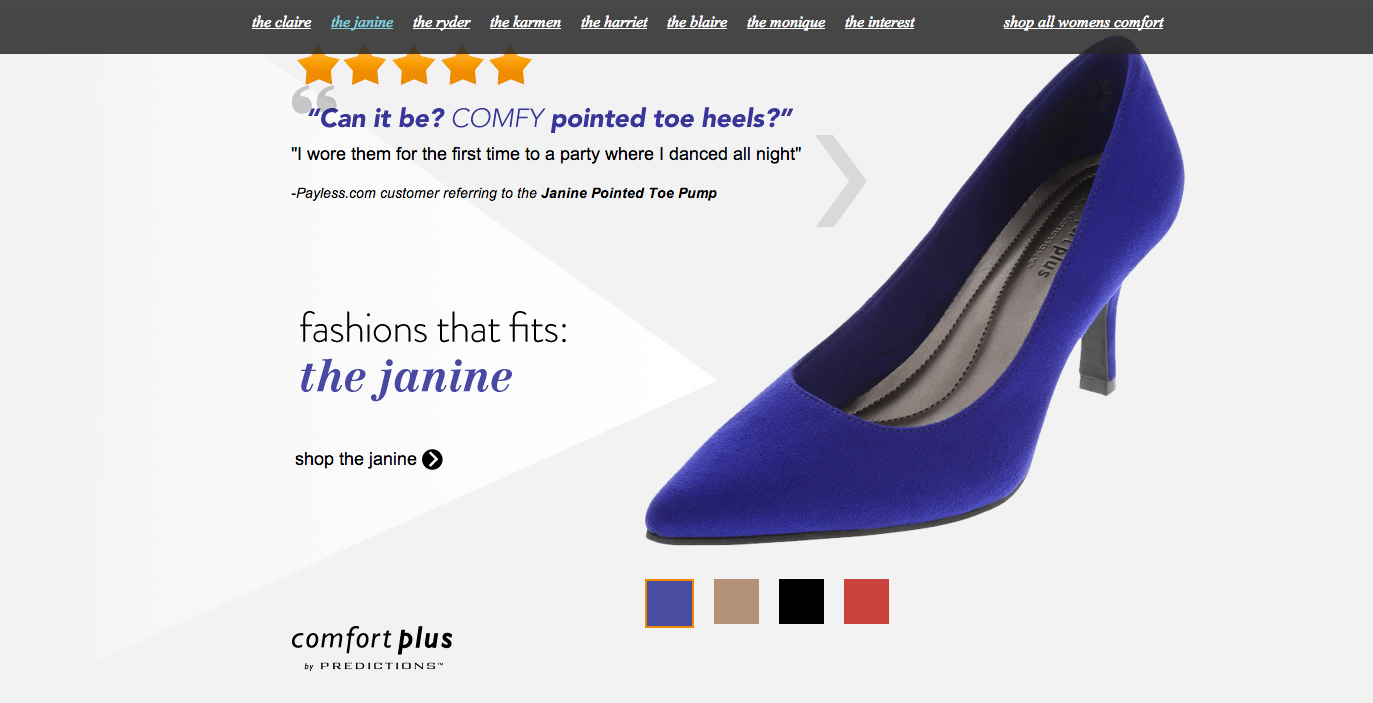 the claire the janine the ryder the karmen the harriet the blaire the monique the interest shop all womens comfort
“Can it be? COMFY pointed toe heels?”
"I wore them for the first time to a party where I danced all night"
-Payless.com customer referring to the Janine Pointed Toe Pump
fashions that fits:
the janine
shop the janine
comfort plus
by PREDICTIONS™